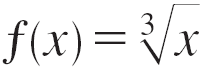 f(x) = ∛x